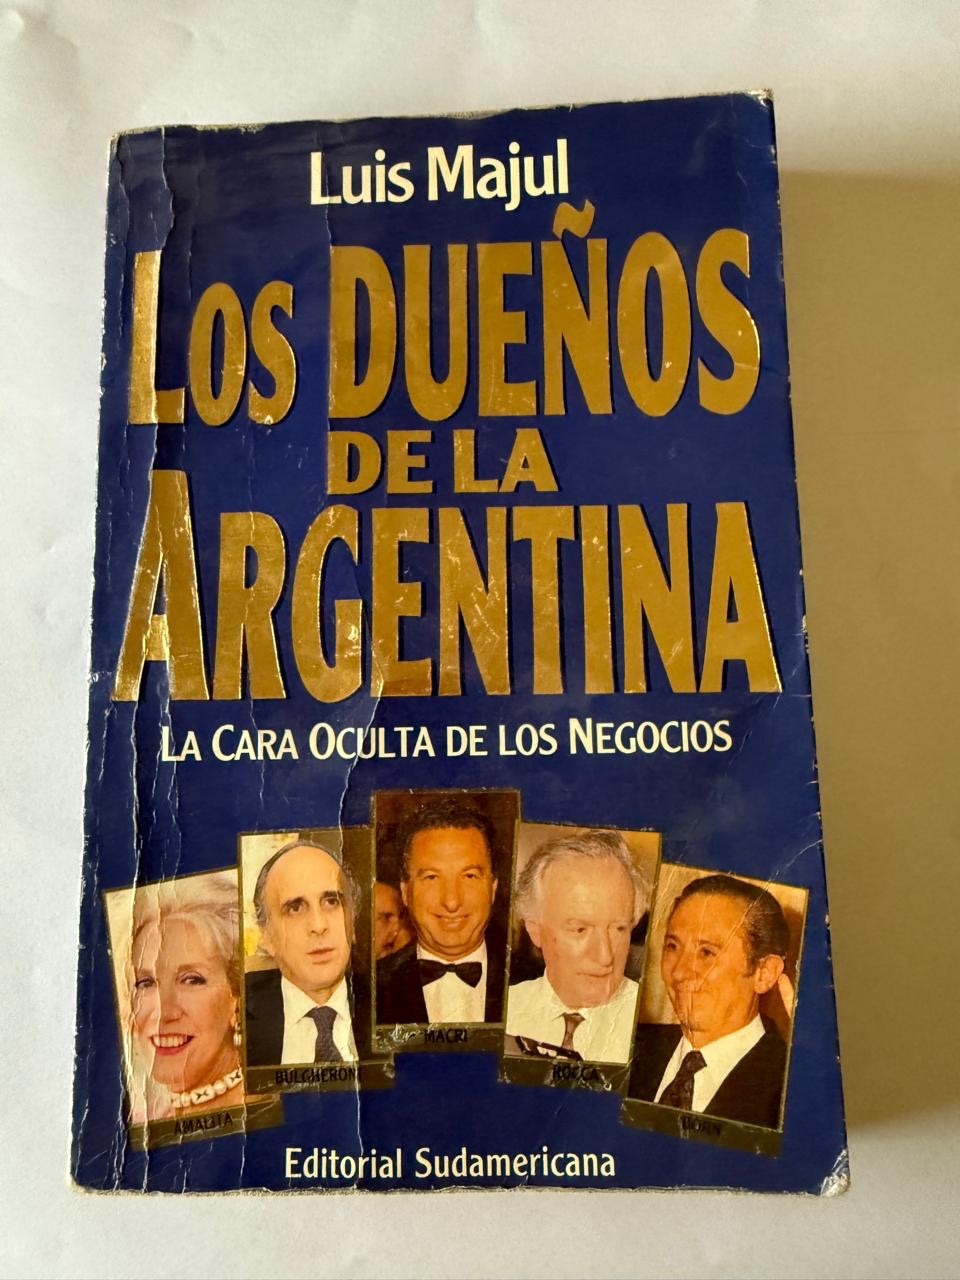 Luis Majul
LOS DUEÑOS
DE LA
ARGENTINA
LA CARA OCULTA DE LOS NEGOCIOS
MACRI
BULGHERONI
ROCCA
AMALITA
BORN
Editorial Sudamericana